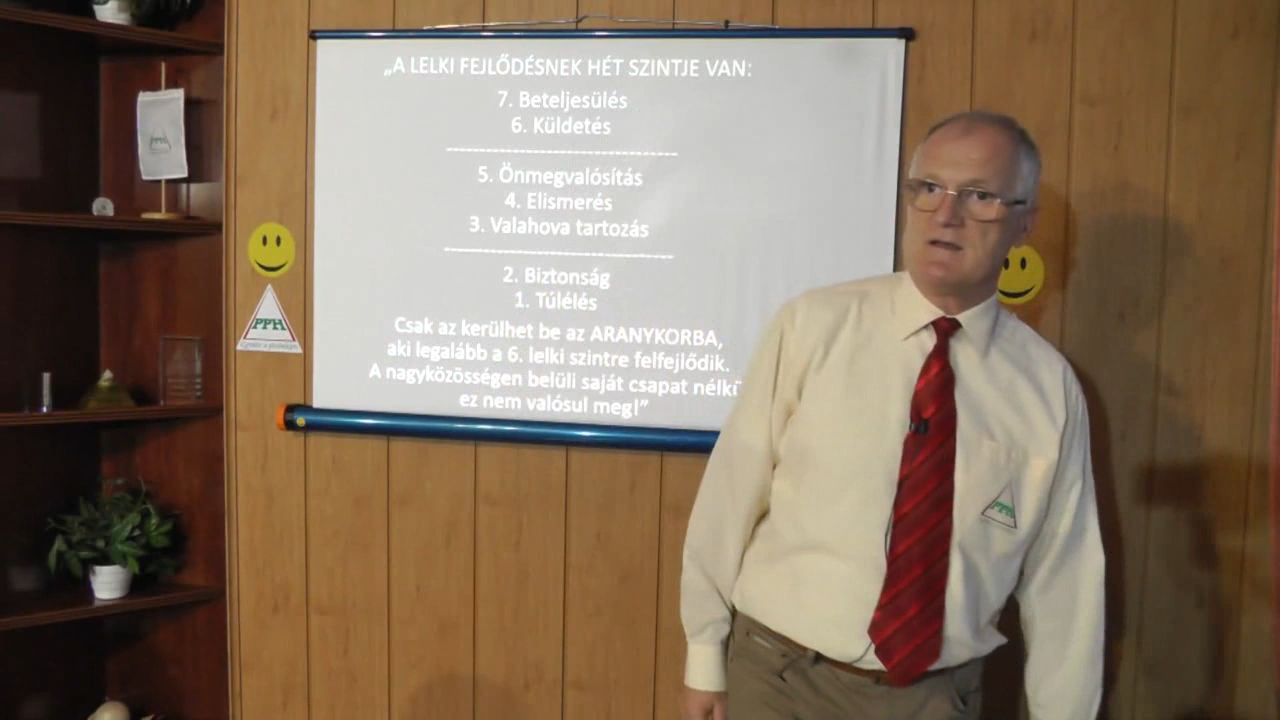 „A LELKI FEJLŐDÉSNEK HÉT SZINTJE VAN:
7. Beteljesülés
6. Küldetés
5. Önmegvalósítás
4. Elismerés
3. Valahova tartozás
2. Biztonság
1. Túlélés
Csak az kerülhet be az ARANYKORBA,
aki legalább a 6. lelki szintre felfejlődik.
A nagyközösségen belüli saját csapat
ez nem valósul meg!”
PPH
PPH